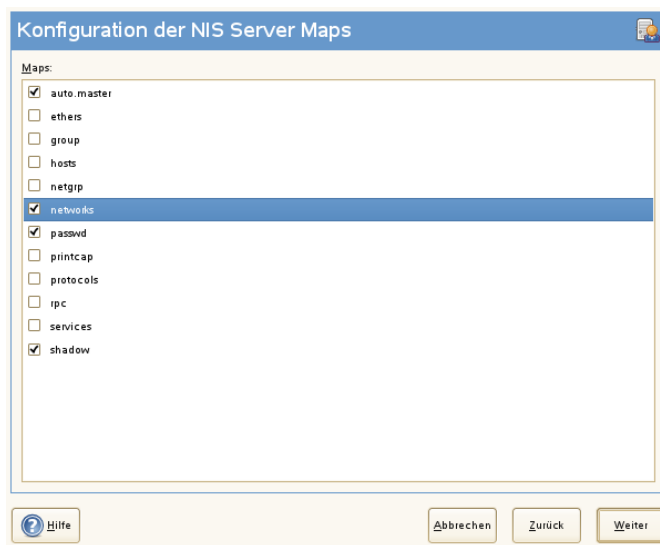 Konfiguration der NIS Server Maps
Maps:
auto.master
ethers
group
hosts
netgrp
networks
passwd
printcap
protocols
rpc
services
shadow
Hilfe
Abbrechen
Zurück
Weiter